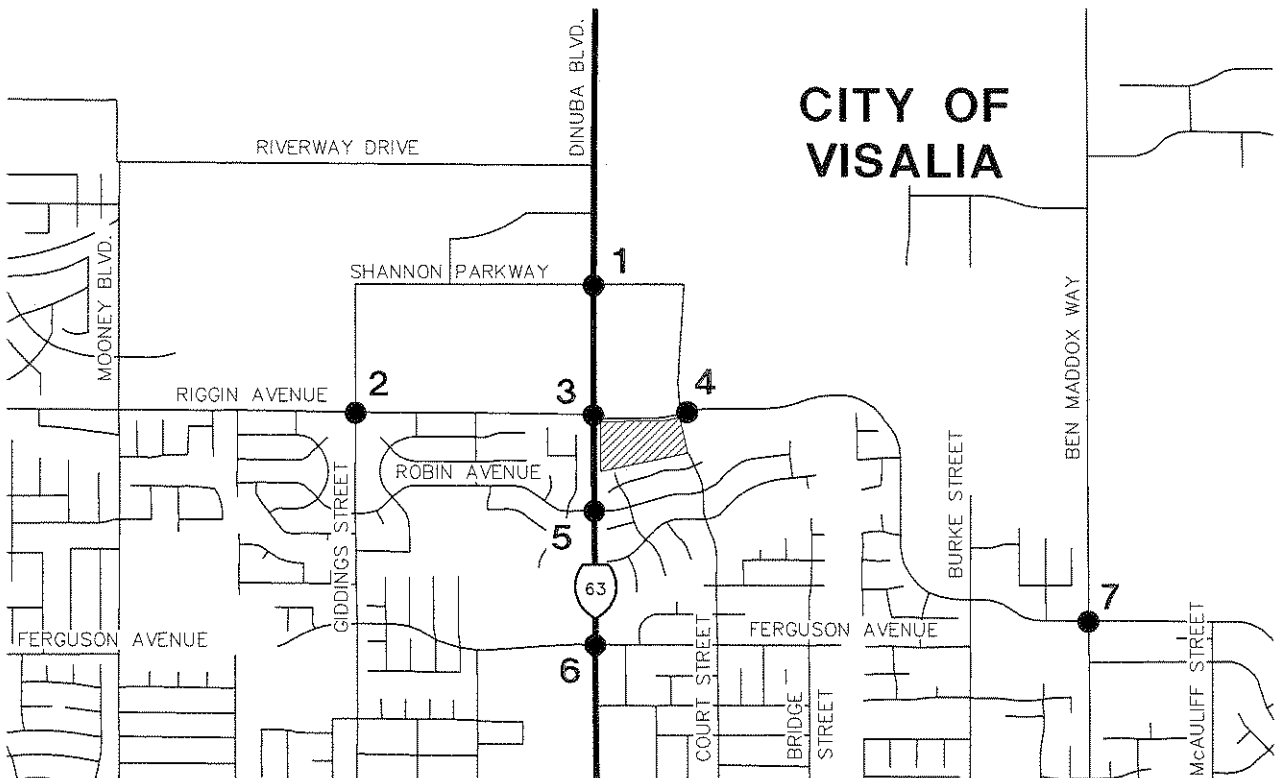 DINUBA BLVD.
CITY OF
VISALIA
RIVERWAY DRIVE
MOONEY BLVD.
SHANNON PARKWAY
1
BEN MADDOX WAY
RIGGIN AVENUE
2
3
4
ROBIN AVENUE
GIDDINGS STREET
5
BURKE STREET
63
7
FERGUSON AVENUE
6
COURT STREET
FERGUSON AVENUE
BRIDGE
STREET
McAULIFF STREET